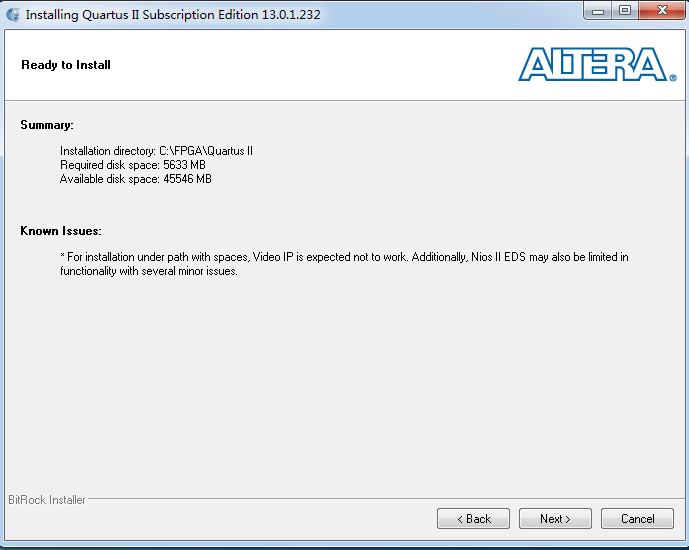 Installing Quartus II Subscription Edition 13.0.1.232
Ready to Install
ALTERA®
Summary:
Installation directory: C:\FPGA\Quartus II
Required disk space: 5633 MB
Available disk space: 45546 MB
Known Issues:
* For installation under path with spaces, Video IP is expected not to work. Additionally, Nios II EDS may also be limited in
functionality with several minor issues.
BitRock Installer
< Back
Next >
Cancel